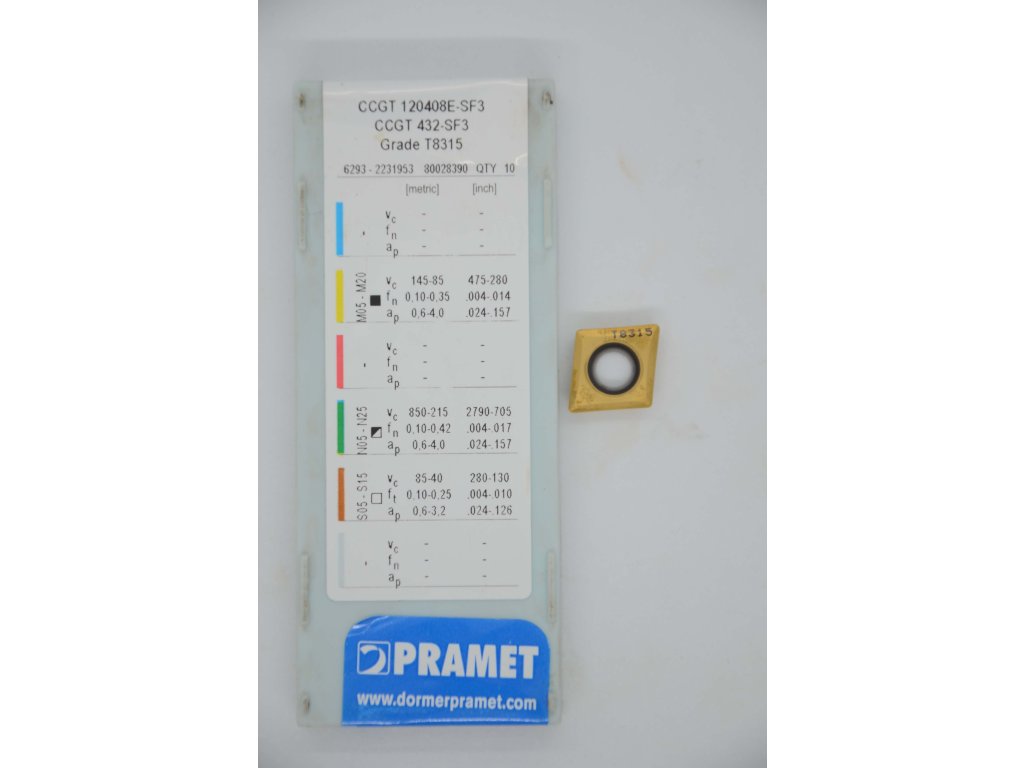 CCGT 120408E-SF3
CCGT 432-SF3
Grade T8315
6293 - 2231953 80028390 QTY 10
[metric] [inch]
vc - -
fn - -
ap - -
M05 - M20
vc 145-85 475-280
fn 0,10-0,35 .004-.014
ap 0,6-4,0 .024-.157
vc - -
fn - -
ap - -
N05 - N25
vc 850-215 2790-705
fn 0,10-0,42 .004-.017
ap 0,6-4,0 .024-.157
S05 - S15
vc 85-40 280-130
ft 0,10-0,25 .004-.010
ap 0,6-3,2 .024-.126
vc - -
fn - -
ap - -
PRAMET
www.dormerpramet.com
T8315